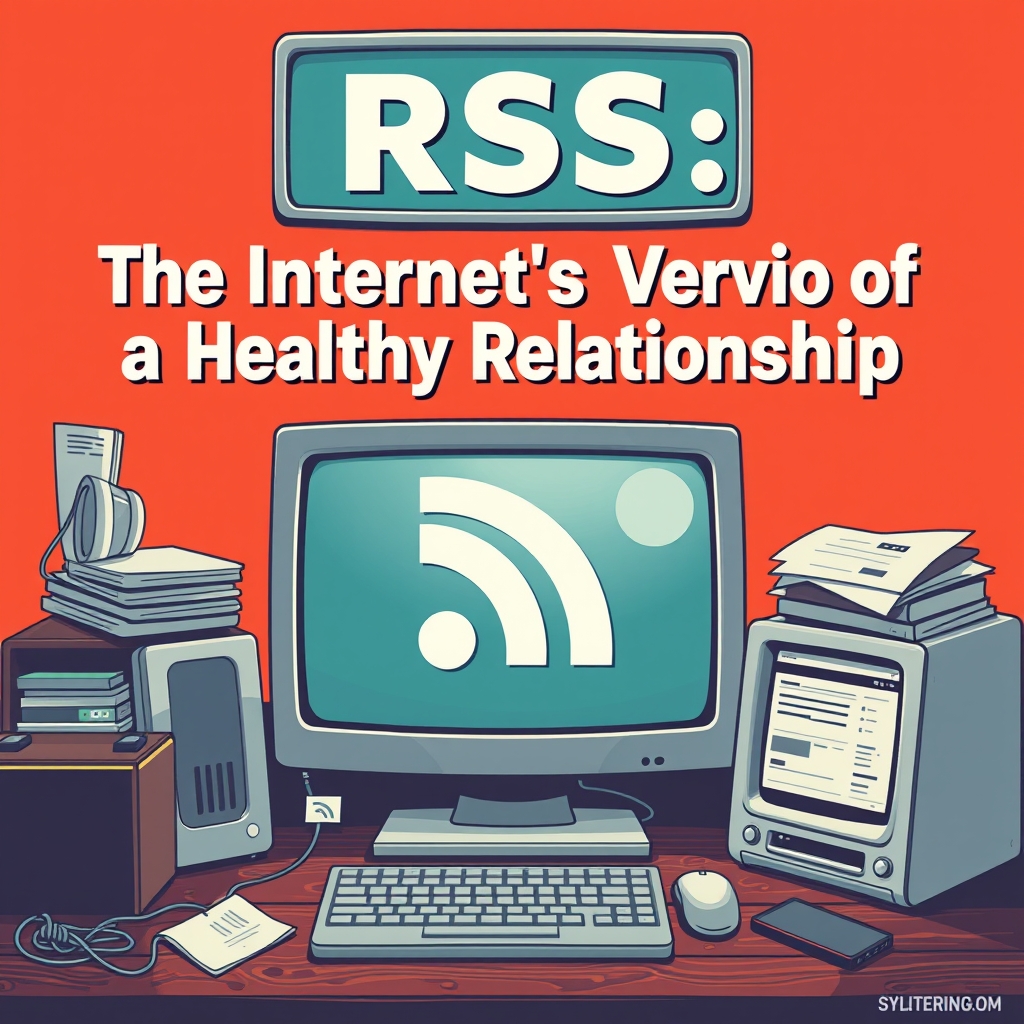 RSS:
The Internet's Vervio of
a Healthy Relationship
SYLITERING.OM